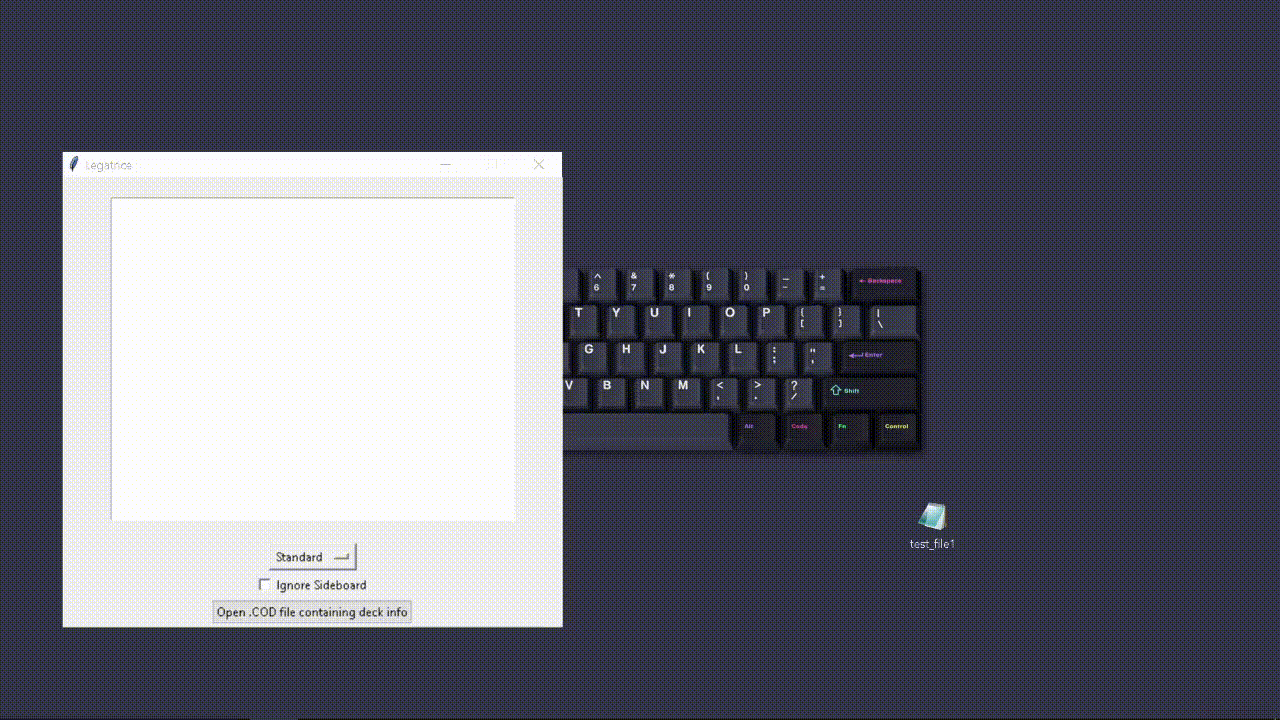 Legatrice
^ & * ( ) _ +
6 7 8 9 0 - = ← Backspace
T Y U I O P { } |
[ ] \
G H J K L : " Enter
; '
V B N M < > ? Shift
, . /
Alt Code Fn Control
test_file1
Standard
Ignore Sideboard
Open .COD file containing deck info